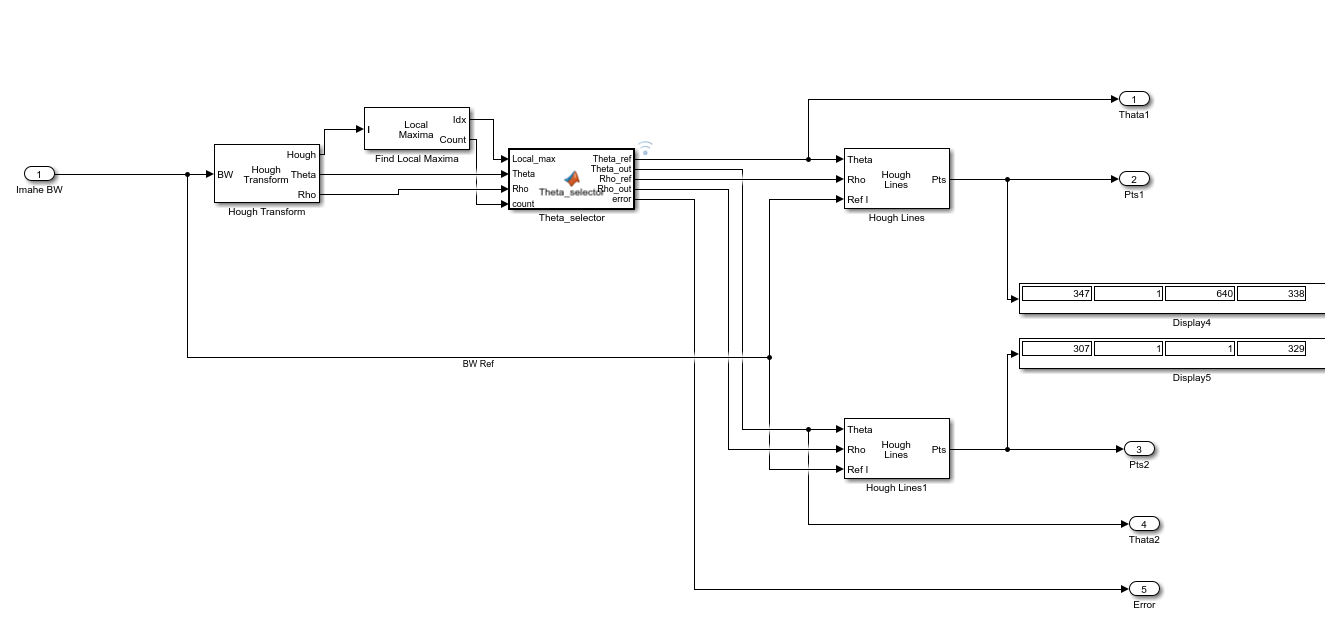 1
Imahe BW
BW
Hough
Transform
Hough
Theta
Rho
Hough Transform
I
Local
Maxima
Idx
Count
Find Local Maxima
Local_max
Theta
Rho
count
Theta_selector
Theta_ref
Theta_out
Rho_ref
Rho_out
error
Theta_selector
Theta
Rho
Ref I
Hough
Lines
Pts
Hough Lines
1
Thata1
2
Pts1
347 1 640 338
Display4
307 1 1 329
Display5
BW Ref
Theta
Rho
Ref I
Hough
Lines
Pts
Hough Lines1
3
Pts2
4
Thata2
5
Error